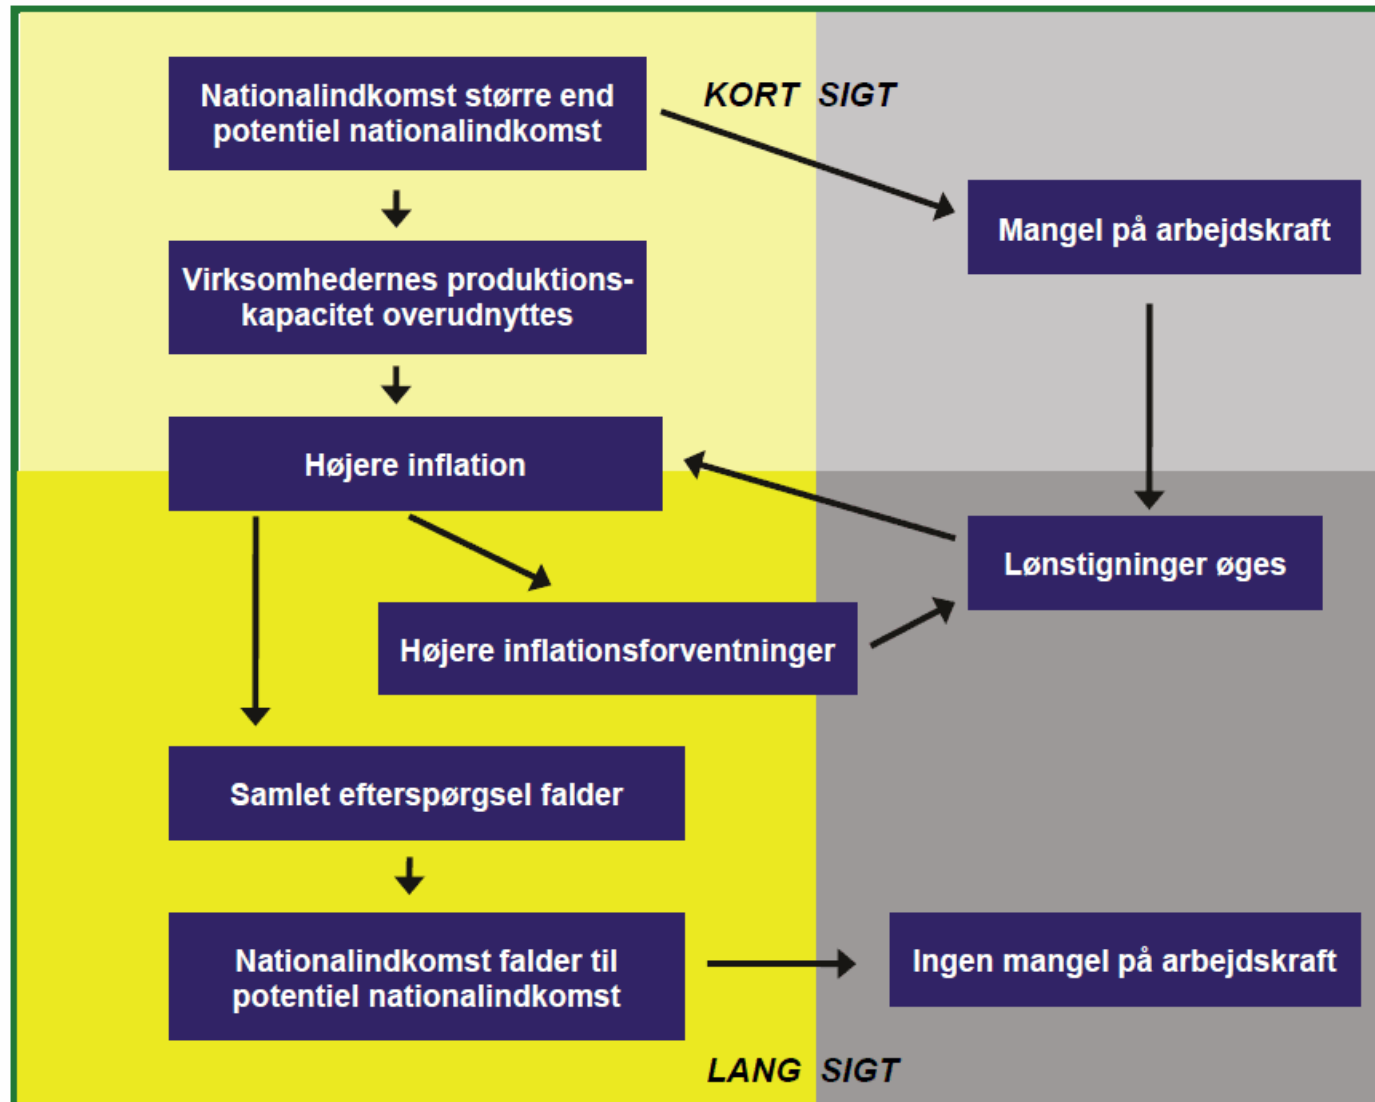 Nationalindkomst større end
potentiel nationalindkomst
KORT SIGT
Mangel på arbejdskraft
Virksomhedernes produktions-
kapacitet overudnyttes
Højere inflation
Lønstigninger øges
Højere inflationsforventninger
Samlet efterspørgsel falder
Nationalindkomst falder til
potentiel nationalindkomst
Ingen mangel på arbejdskraft
LANG SIGT